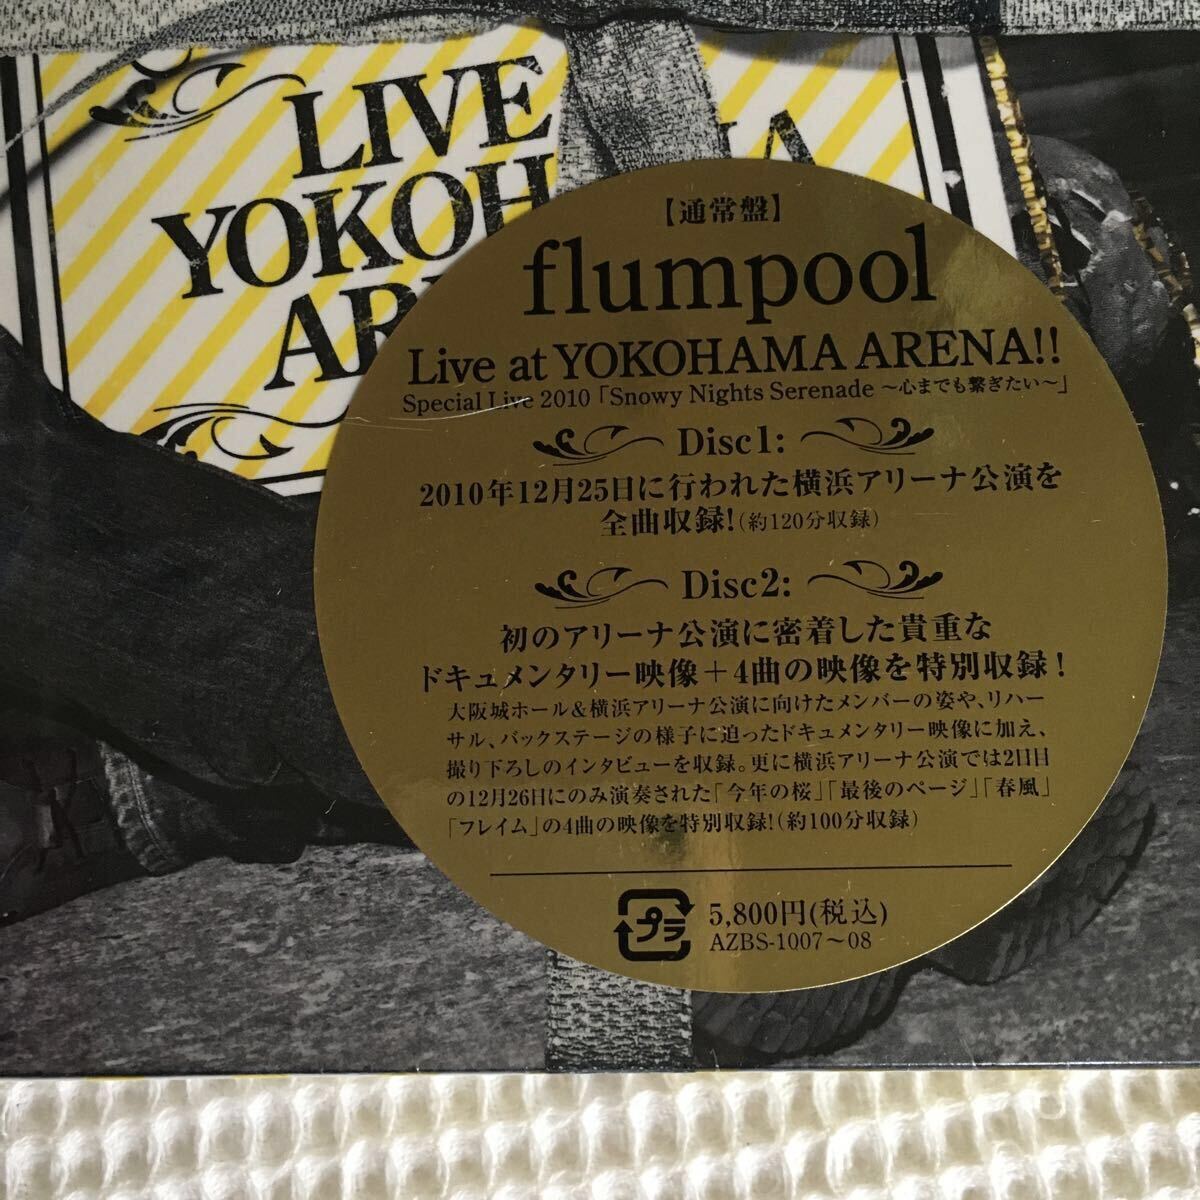 LIVE
YOKOH NA
AR
【通常盤】
flumpool
Live at YOKOHAMA ARENA!!
Special Live 2010「Snowy Nights Serenade ～心までも繋ぎたい～」
Disc1:
2010年12月25日に行われた横浜アリーナ公演を
全曲収録!(約120分収録)
Disc2:
初のアリーナ公演に密着した貴重な
ドキュメンタリー映像＋4曲の映像を特別収録！
大阪城ホール&横浜アリーナ公演に向けたメンバーの姿や、リハー
サル、バックステージの様子に迫ったドキュメンタリー映像に加え、
撮り下ろしのインタビューを収録。更に横浜アリーナ公演では2日目
の12月26日にのみ演奏された「今年の桜」「最後のページ」「春風」
「フレイム」の4曲の映像を特別収録!(約100分収録)
プラ
5,800円(税込)
AZBS-1007～08